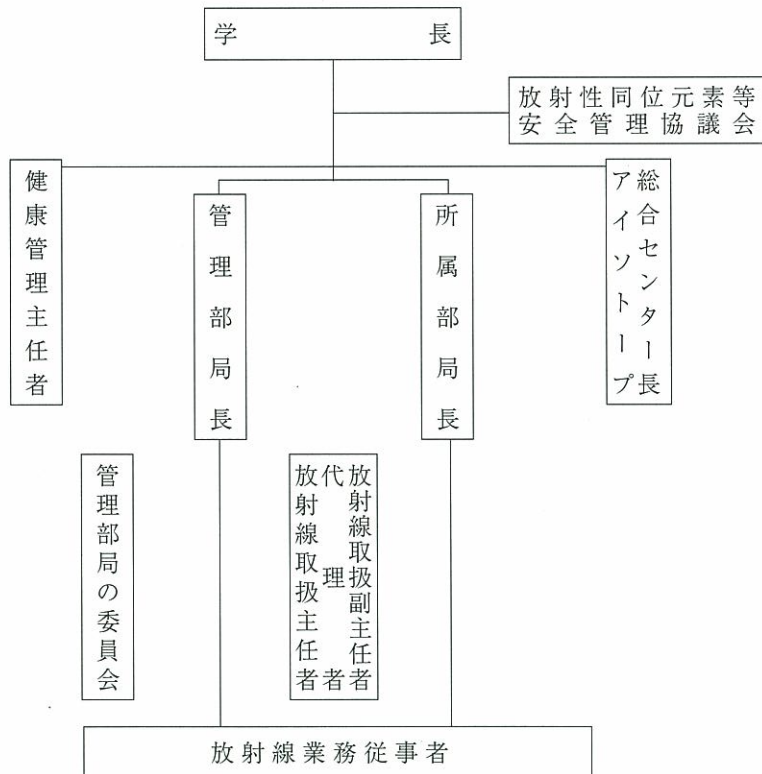 学長
放射性同位元素等
安全管理協議会
健康管理主任者
管理部局長
所属部局長
総合センター長
アイソトープ
管理部局の委員会
放射線取扱副主任者
代理者
放射線取扱主任者
放射線業務従事者